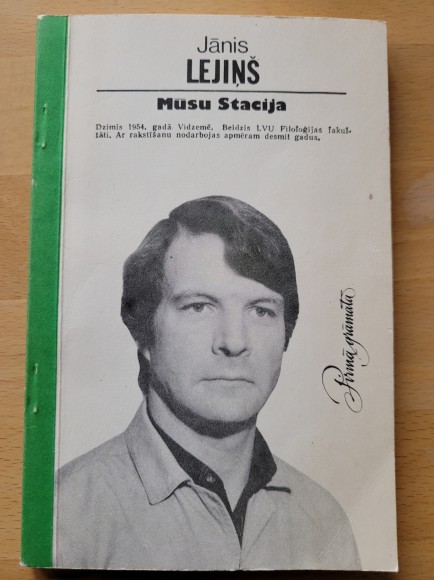 Jānis
LEJIŅŠ
Mūsu Stacija
Dzimis 1954. gadā Vidzemē. Beidzis LVU Filoloģijas fakul-
tāti. Ar rakstīšanu nodarbojas apmēram desmit gadus.
Pirmā grāmata